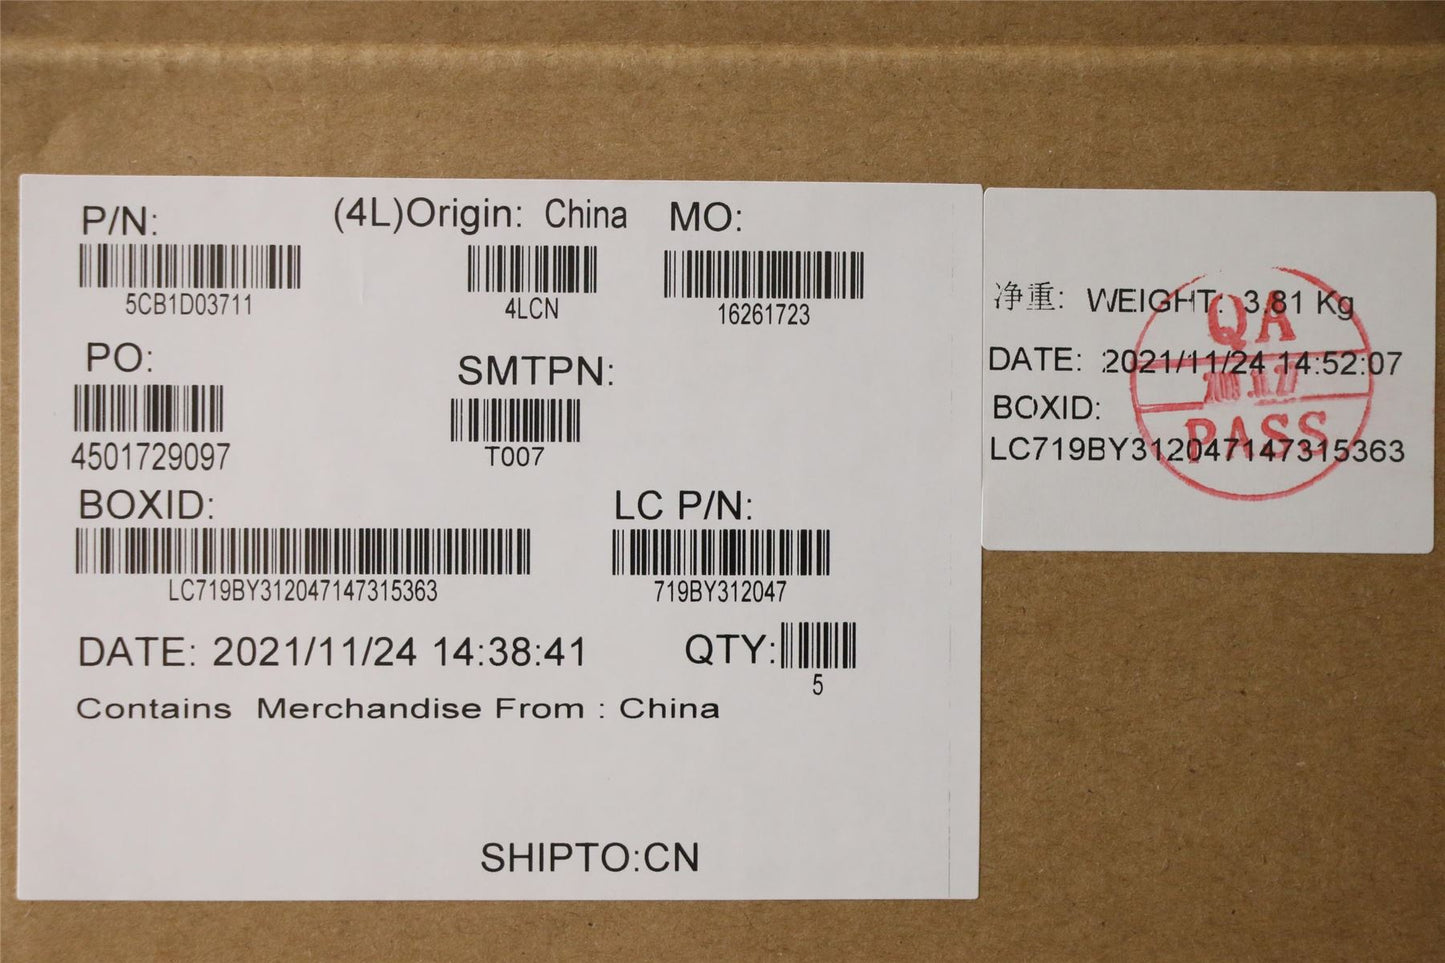 P/N: (4L)Origin: China MO:
5CB1D03711 4LCN 16261723
PO: SMTPN:
4501729097 T007
BOXID: LC P/N:
LC719BY312047147315363 719BY312047
DATE: 2021/11/24 14:38:41 QTY:
5
Contains Merchandise From : China
SHIPTO:CN
净重: WEIGHT: 3.81 Kg
DATE: 2021/11/24 14:52:07
BOXID:
LC719BY312047147315363
QA
PASS